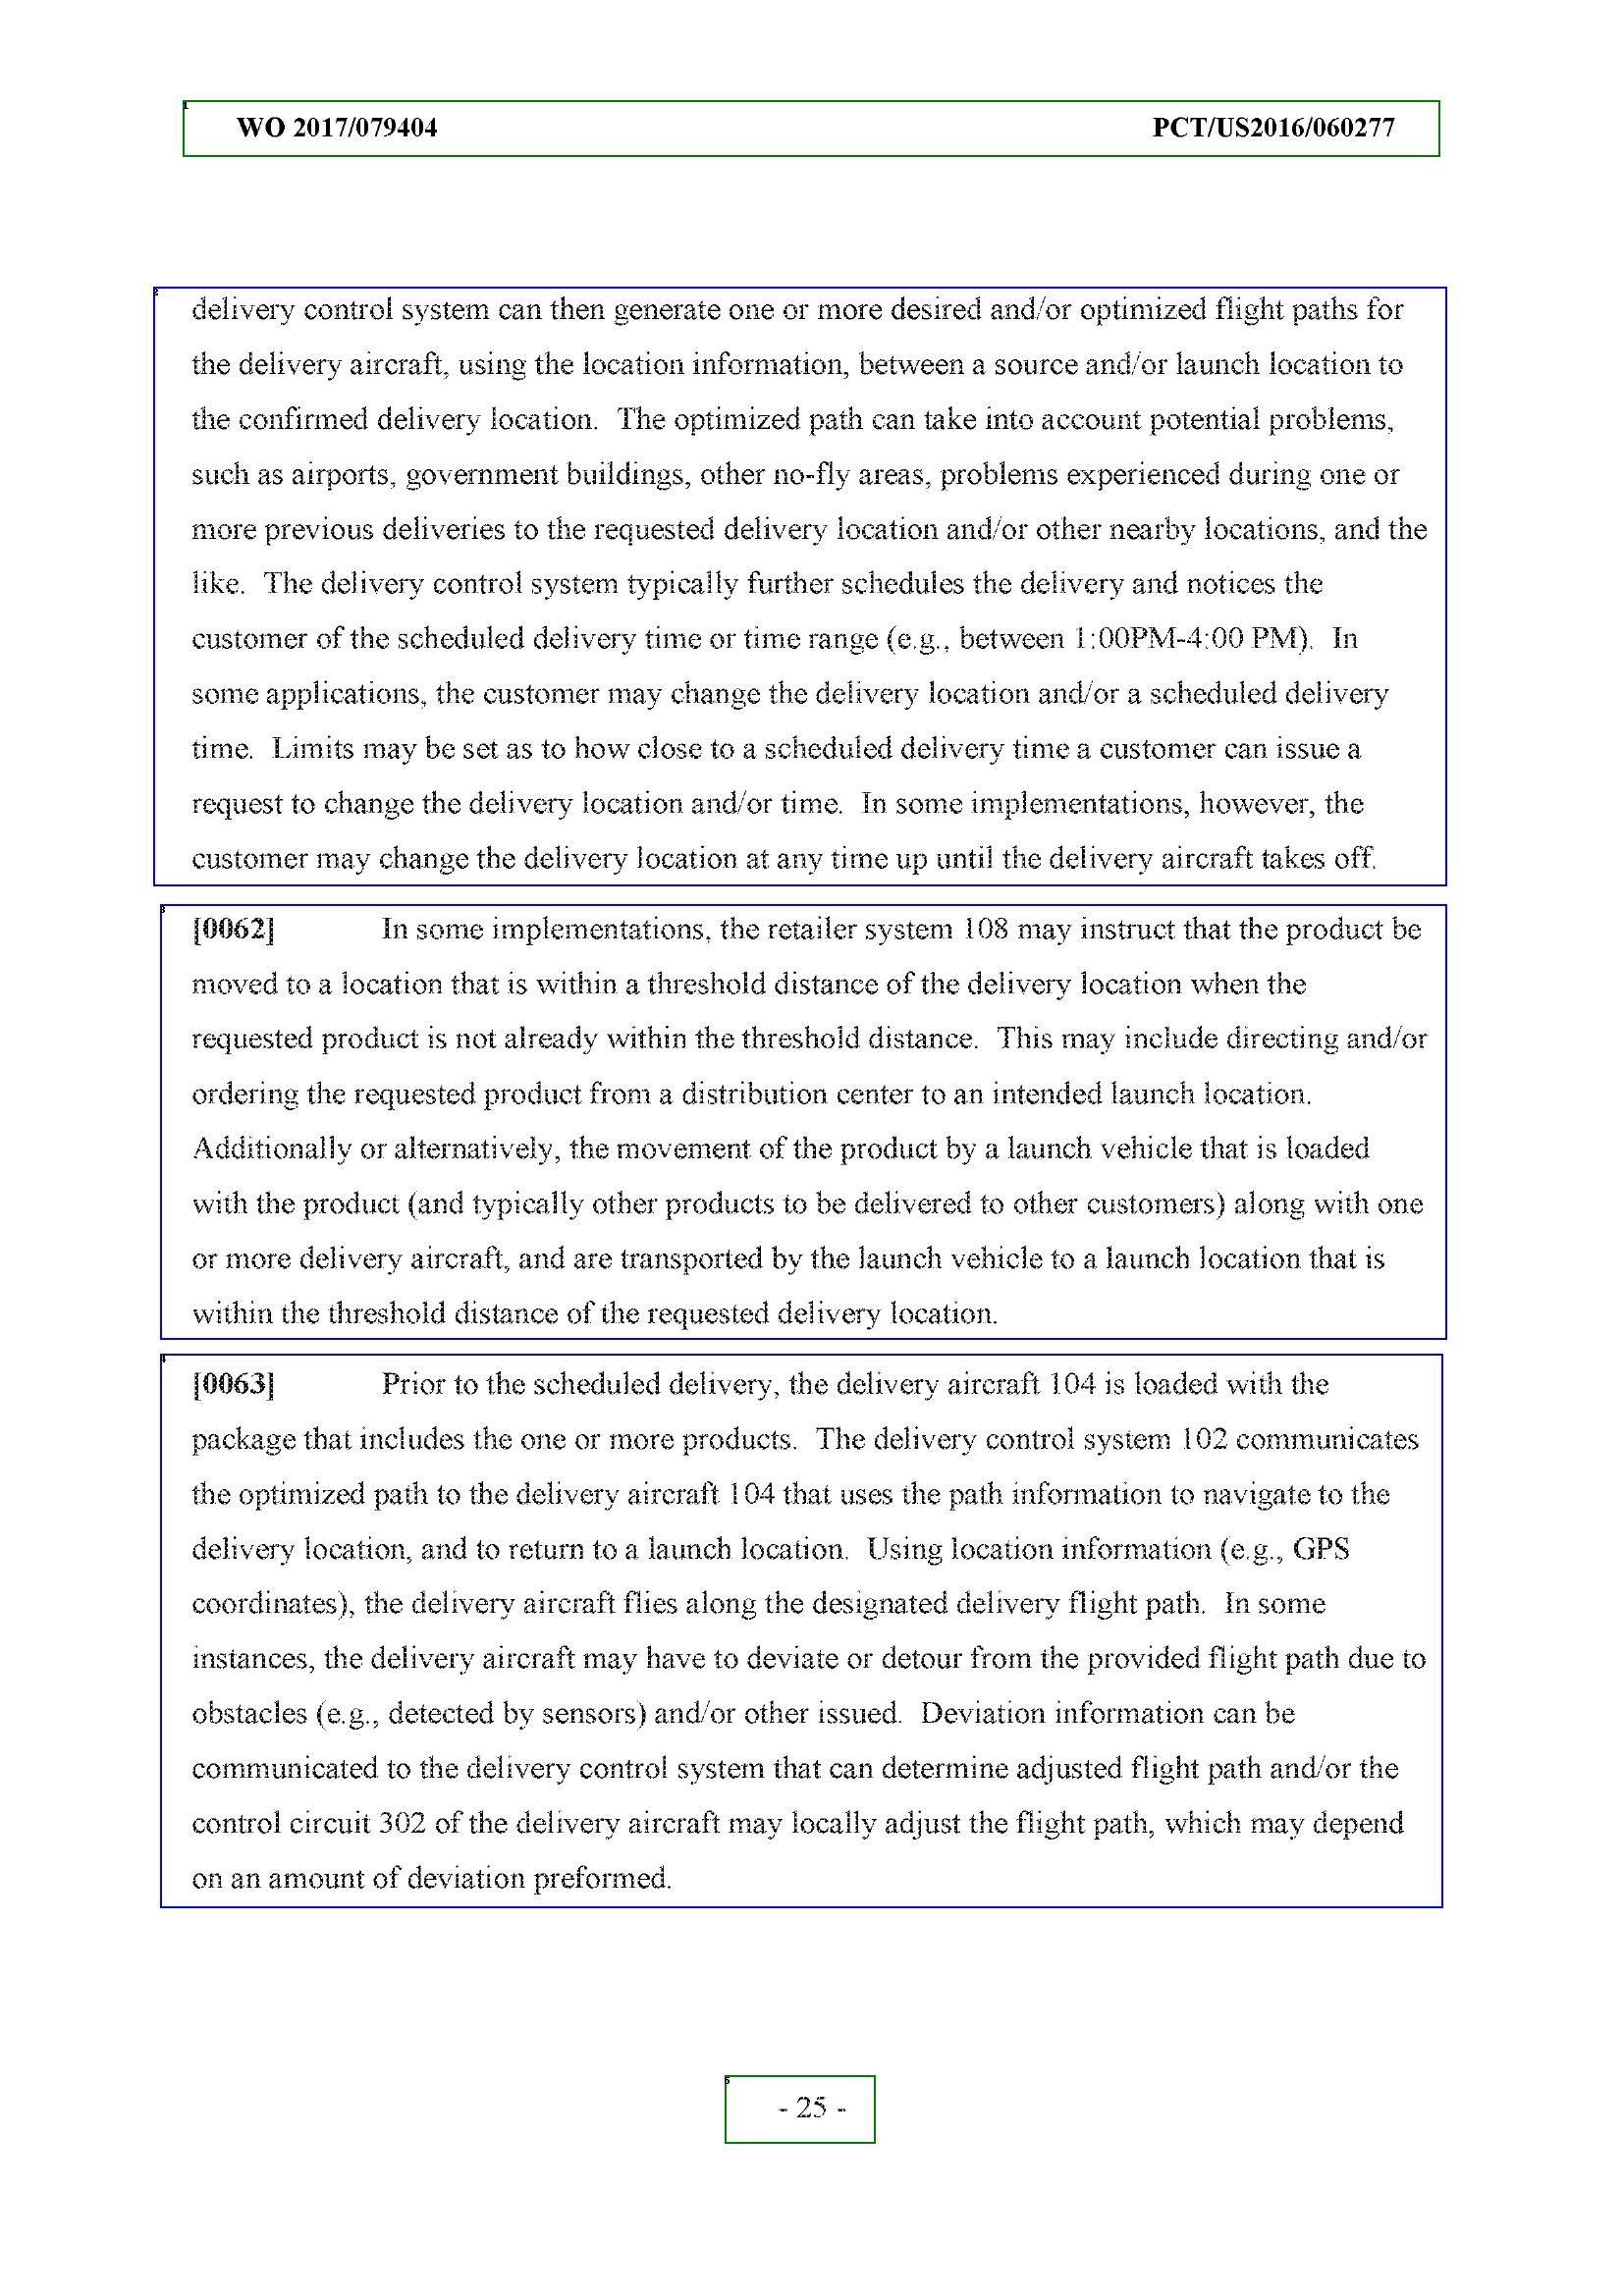 WO 2017/079404 PCT/US2016/060277
delivery control system can then generate one or more desired and/or optimized flight paths for
the delivery aircraft, using the location information, between a source and/or launch location to
the confirmed delivery location.  The optimized path can take into account potential problems,
such as airports, government buildings, other no-fly areas, problems experienced during one or
more previous deliveries to the requested delivery location and/or other nearby locations, and the
like.  The delivery control system typically further schedules the delivery and notices the
customer of the scheduled delivery time or time range (e.g., between 1:00PM-4:00 PM).  In
some applications, the customer may change the delivery location and/or a scheduled delivery
time.  Limits may be set as to how close to a scheduled delivery time a customer can issue a
request to change the delivery location and/or time.  In some implementations, however, the
customer may change the delivery location at any time up until the delivery aircraft takes off.
[0062] In some implementations, the retailer system 108 may instruct that the product be
moved to a location that is within a threshold distance of the delivery location when the
requested product is not already within the threshold distance.  This may include directing and/or
ordering the requested product from a distribution center to an intended launch location.
Additionally or alternatively, the movement of the product by a launch vehicle that is loaded
with the product (and typically other products to be delivered to other customers) along with one
or more delivery aircraft, and are transported by the launch vehicle to a launch location that is
within the threshold distance of the requested delivery location.
[0063] Prior to the scheduled delivery, the delivery aircraft 104 is loaded with the
package that includes the one or more products.  The delivery control system 102 communicates
the optimized path to the delivery aircraft 104 that uses the path information to navigate to the
delivery location, and to return to a launch location.  Using location information (e.g., GPS
coordinates), the delivery aircraft flies along the designated delivery flight path.  In some
instances, the delivery aircraft may have to deviate or detour from the provided flight path due to
obstacles (e.g., detected by sensors) and/or other issued.  Deviation information can be
communicated to the delivery control system that can determine adjusted flight path and/or the
control circuit 302 of the delivery aircraft may locally adjust the flight path, which may depend
on an amount of deviation preformed.
- 25 -